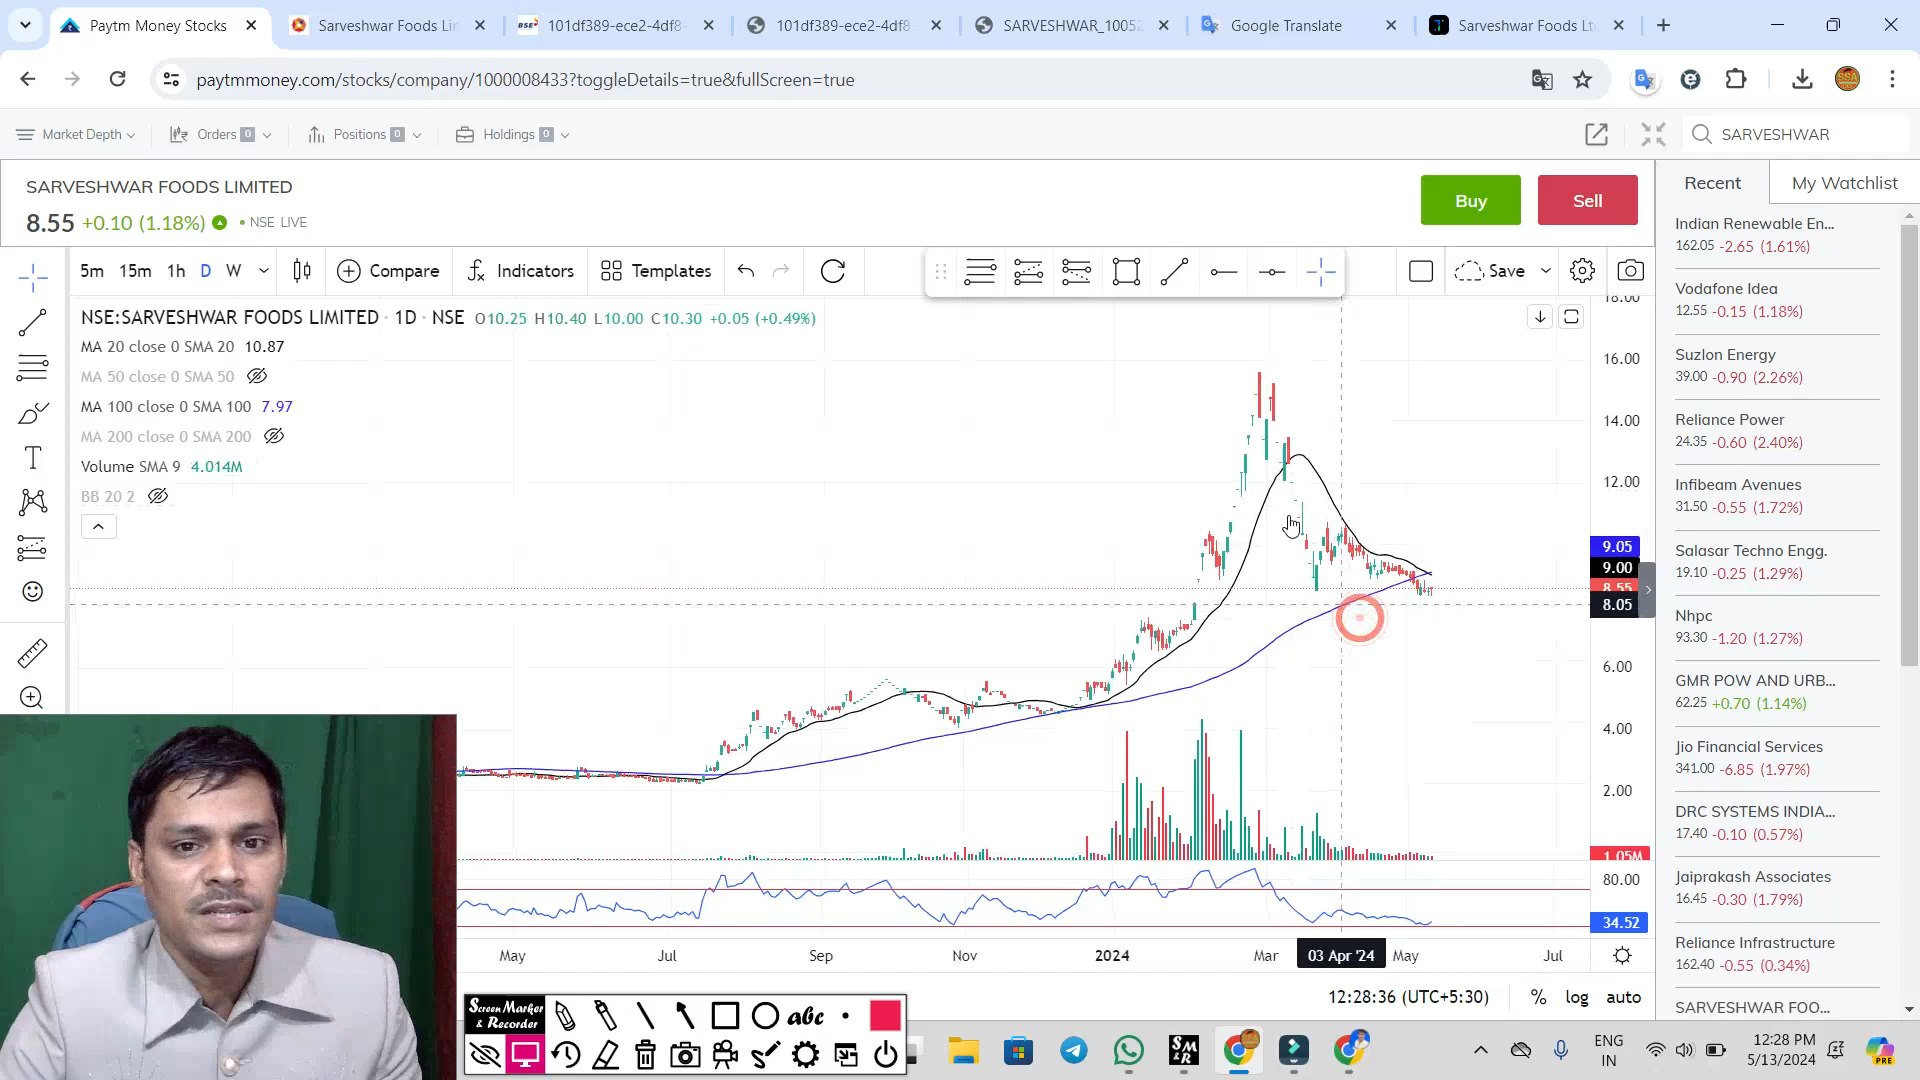 Paytm Money Stocks
Sarveshwar Foods Lin
101df389-ece2-4df8-
101df389-ece2-4df8-
SARVESHWAR_10052
Google Translate
Sarveshwar Foods Lt
paytmmoney.com/stocks/company/1000008433?toggleDetails=true&fullScreen=true
Market Depth
Orders 0
Positions 0
Holdings 0
SARVESHWAR
SARVESHWAR FOODS LIMITED
8.55 +0.10 (1.18%) • NSE LIVE
Buy
Sell
Recent
My Watchlist
5m 15m 1h D W
Compare
Indicators
Templates
Save
NSE:SARVESHWAR FOODS LIMITED · 1D · NSE O10.25 H10.40 L10.00 C10.30 +0.05 (+0.49%)
MA 20 close 0 SMA 20 10.87
MA 50 close 0 SMA 50
MA 100 close 0 SMA 100 7.97
MA 200 close 0 SMA 200
Volume SMA 9 4.014M
BB 20 2
18.00
16.00
14.00
12.00
9.05
9.00
8.55
8.05
6.00
4.00
2.00
1.05M
80.00
34.52
May
Jul
Sep
Nov
2024
Mar
03 Apr '24
May
Jul
12:28:36 (UTC+5:30)
%
log
auto
Indian Renewable En...
162.05 -2.65 (1.61%)
Vodafone Idea
12.55 -0.15 (1.18%)
Suzlon Energy
39.00 -0.90 (2.26%)
Reliance Power
24.35 -0.60 (2.40%)
Infibeam Avenues
31.50 -0.55 (1.72%)
Salasar Techno Engg.
19.10 -0.25 (1.29%)
Nhpc
93.30 -1.20 (1.27%)
GMR POW AND URB...
62.25 +0.70 (1.14%)
Jio Financial Services
341.00 -6.85 (1.97%)
DRC SYSTEMS INDIA...
17.40 -0.10 (0.57%)
Jaiprakash Associates
16.45 -0.30 (1.79%)
Reliance Infrastructure
162.40 -0.55 (0.34%)
SARVESHWAR FOO...
Screen Marker
& Recorder
abc
SM
&R
ENG
IN
12:28 PM
5/13/2024
PRE